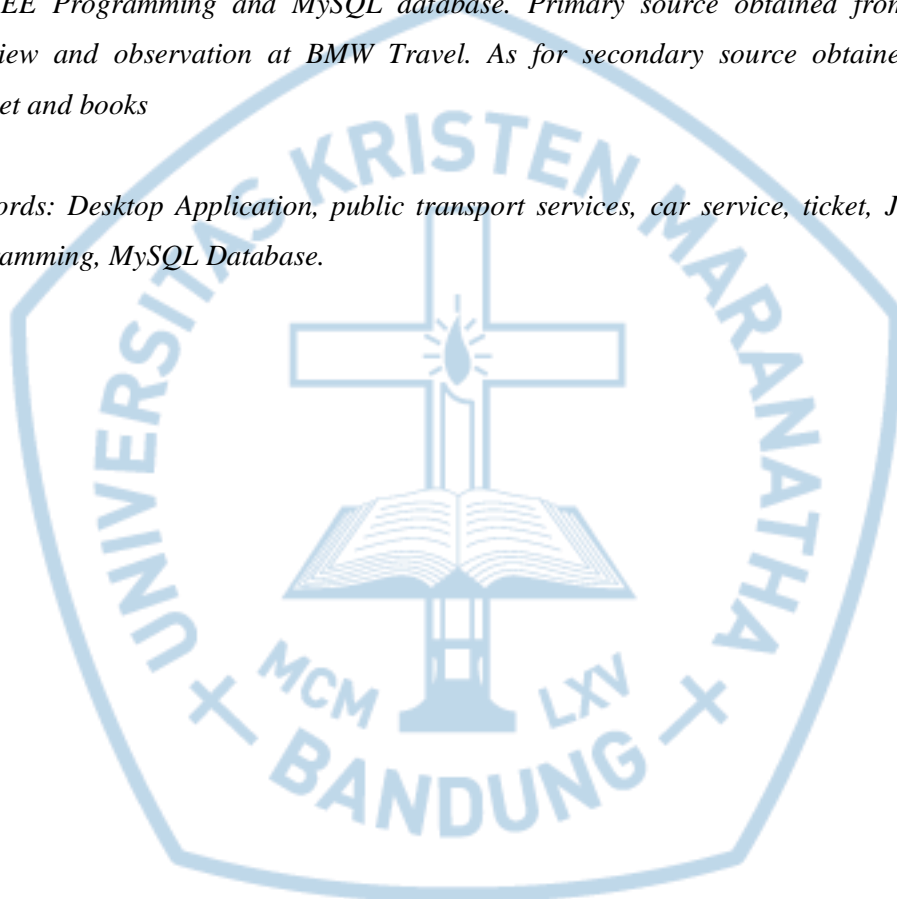 EE Programming and MySQL database. Primary source obtained from
view and observation at BMW Travel. As for secondary source obtaine
et and books
ords: Desktop Application, public transport services, car service, ticket, J
amming, MySQL Database.
UNIVERSITAS KRISTEN MARANATHA
MCM LXV
BANDUNG